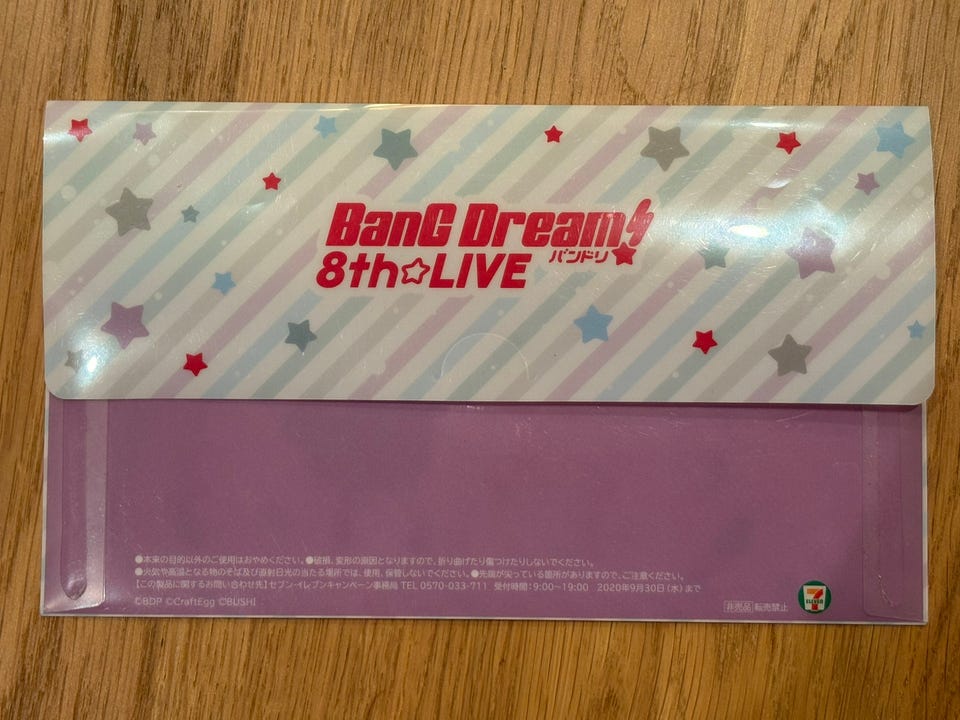 BanG Dream!
バンドリ
8th☆LIVE
●本来の目的以外のご使用はおやめください。●破損、変形の原因となりますので、折り曲げたり傷つけたりしないでください。
●火気や高温となる物のそば及び直射日光の当たる場所では、使用、保管しないでください。●先端が尖っている箇所がありますので、ご注意ください。
【この製品に関するお問い合わせ先】セブン-イレブンキャンペーン事務局 TEL 0570-033-711 受付時間:9:00~19:00 2020年9月30日(水)まで
©BDP ©CraftEgg ©BUSHI
非売品 転売禁止
7 ELEVEn